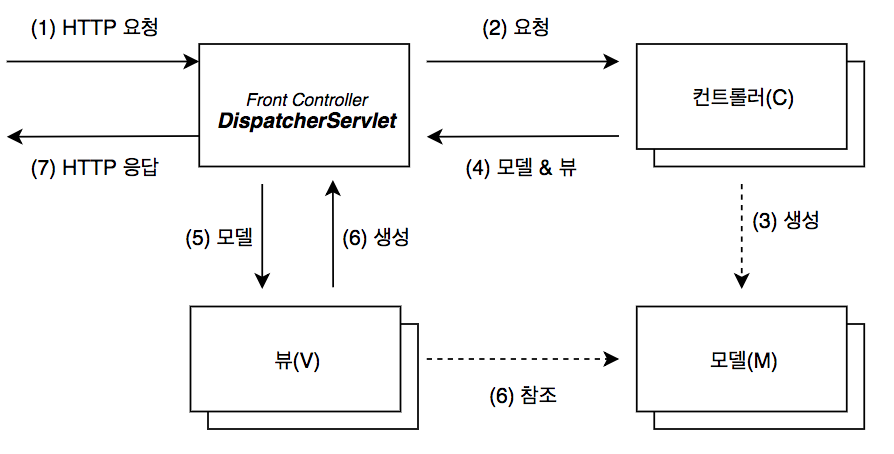 (1) HTTP 요청
(2) 요청
Front Controller
DispatcherServlet
컨트롤러(C)
(7) HTTP 응답
(4) 모델 & 뷰
(5) 모델
(6) 생성
(3) 생성
뷰(V)
모델(M)
(6) 참조